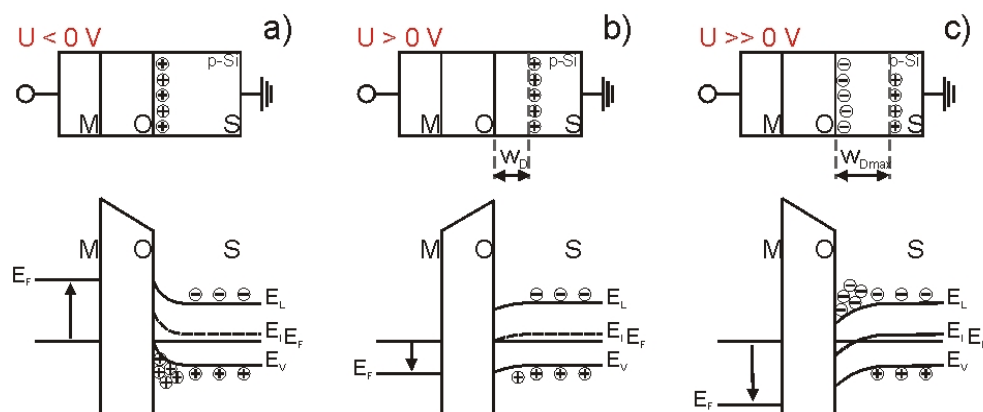 a)
U < 0 V
p-Si
M O S
b)
U > 0 V
p-Si
M O S
W_D
c)
U >> 0 V
p-Si
M O S
W_Dmax
M O S
E_F
E_L
E_I E_F
E_V
M O S
E_L
E_I E_F
E_F
E_V
M O S
E_L
E_I E_F
E_V
E_F